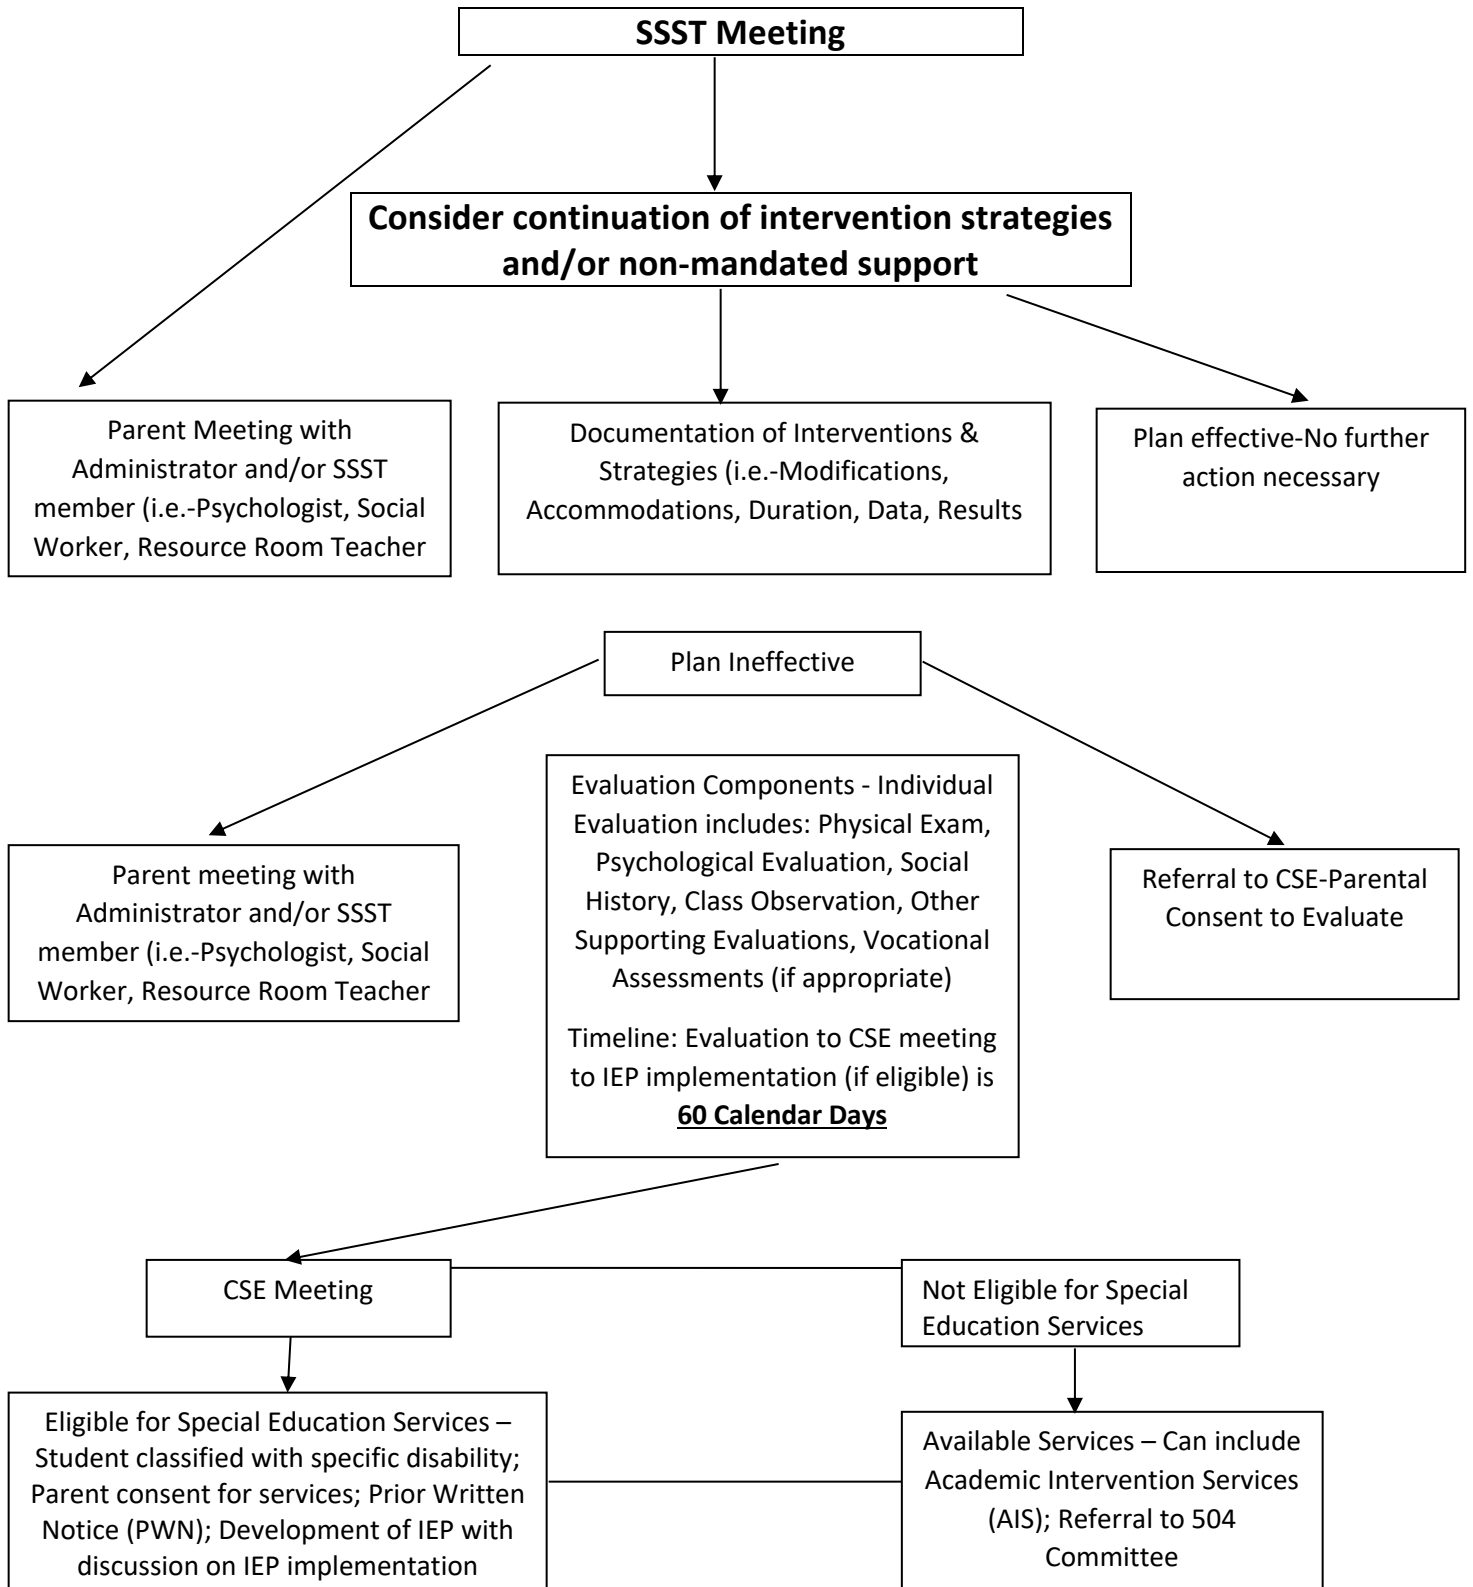 SSST Meeting
Consider continuation of intervention strategies
and/or non-mandated support
Parent Meeting with
Administrator and/or SSST
member (i.e.-Psychologist, Social
Worker, Resource Room Teacher
Documentation of Interventions &
Strategies (i.e.-Modifications,
Accommodations, Duration, Data, Results
Plan effective-No further
action necessary
Plan Ineffective
Parent meeting with
Administrator and/or SSST
member (i.e.-Psychologist, Social
Worker, Resource Room Teacher
Evaluation Components - Individual
Evaluation includes: Physical Exam,
Psychological Evaluation, Social
History, Class Observation, Other
Supporting Evaluations, Vocational
Assessments (if appropriate)
Timeline: Evaluation to CSE meeting
to IEP implementation (if eligible) is
60 Calendar Days
Referral to CSE-Parental
Consent to Evaluate
CSE Meeting
Not Eligible for Special
Education Services
Eligible for Special Education Services –
Student classified with specific disability;
Parent consent for services; Prior Written
Notice (PWN); Development of IEP with
discussion on IEP implementation
Available Services – Can include
Academic Intervention Services
(AIS); Referral to 504
Committee